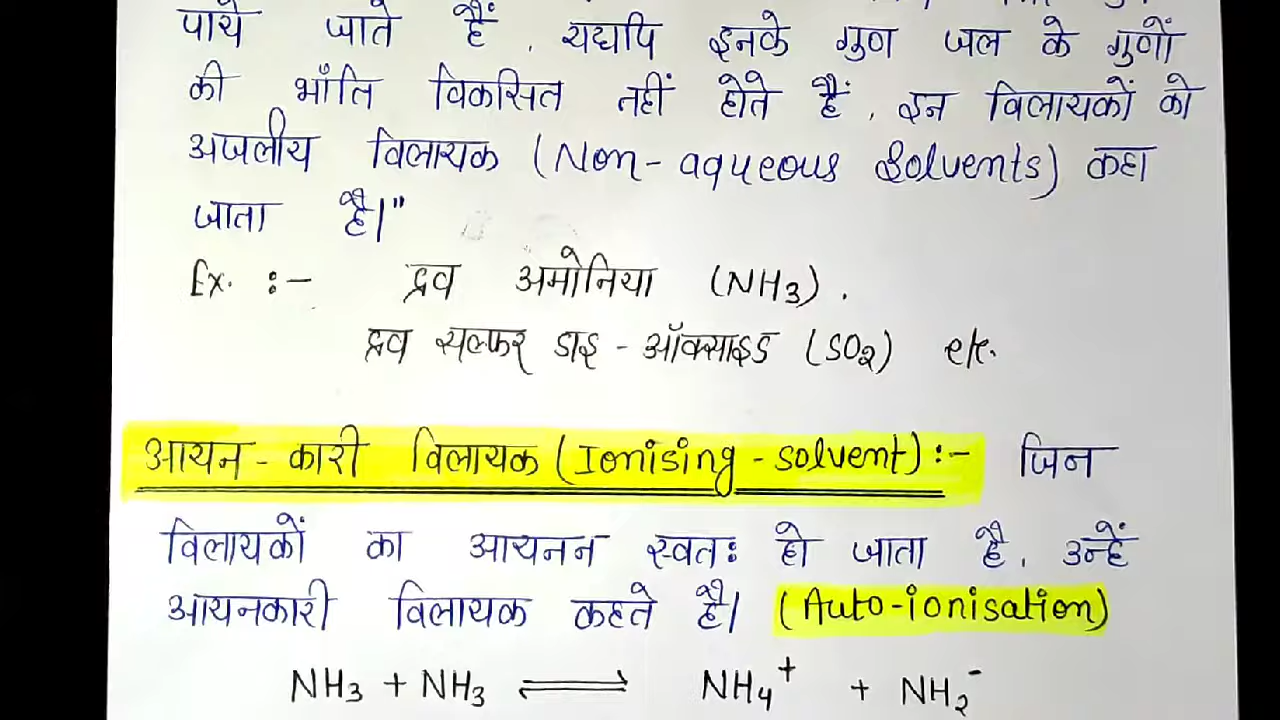 पाये जाते हैं, यद्यपि इनके गुण जल के गुणों
की भाँति विकसित नहीं होते हैं, इन विलायकों को
अजलीय विलायक (Non-aqueous Solvents) कहा
जाता है।"
Ex. :- द्रव अमोनिया (NH3).
द्रव सल्फर डाइ-ऑक्साइड (SO2) etc.
आयन-कारी विलायक (Ionising-solvent) :- जिन
विलायकों का आयनन स्वतः हो जाता है, उन्हें
आयनकारी विलायक कहते है। (Auto-ionisation)
NH3 + NH3 ⇌ NH4+ + NH2-